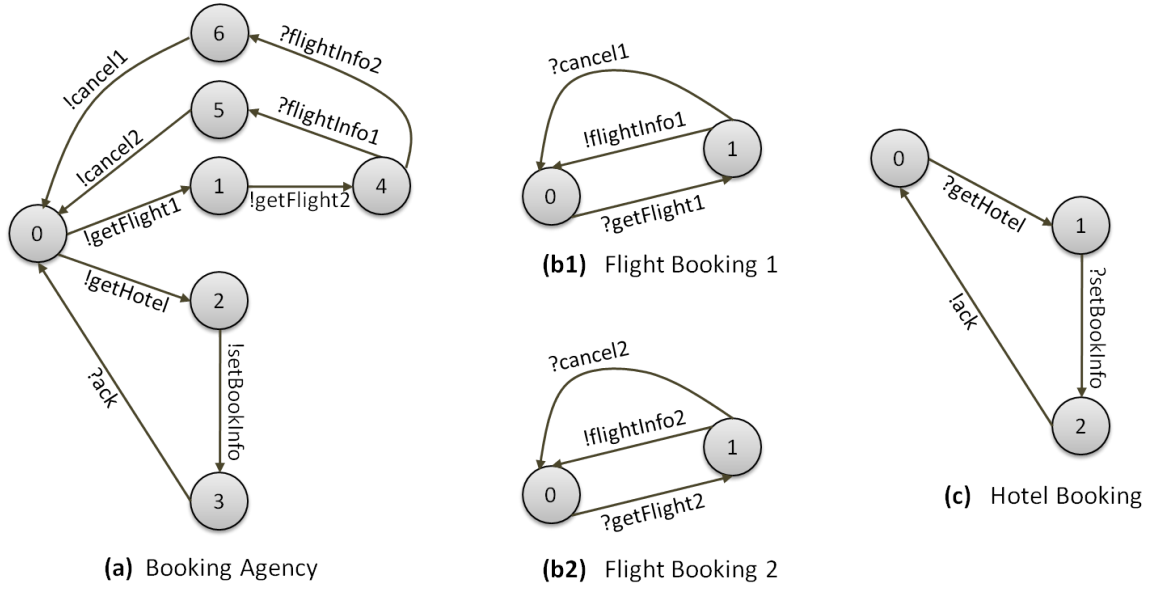 6
?flightInfo2
!cancel1
5
?flightInfo1
!cancel2
1
4
!getFlight2
0
!getFlight1
!getHotel
2
!setBookInfo
?ack
3
(a) Booking Agency
?cancel1
!flightInfo1
1
0
?getFlight1
(b1) Flight Booking 1
?cancel2
!flightInfo2
1
0
?getFlight2
(b2) Flight Booking 2
0
?getHotel
1
?setBookInfo
!ack
2
(c) Hotel Booking